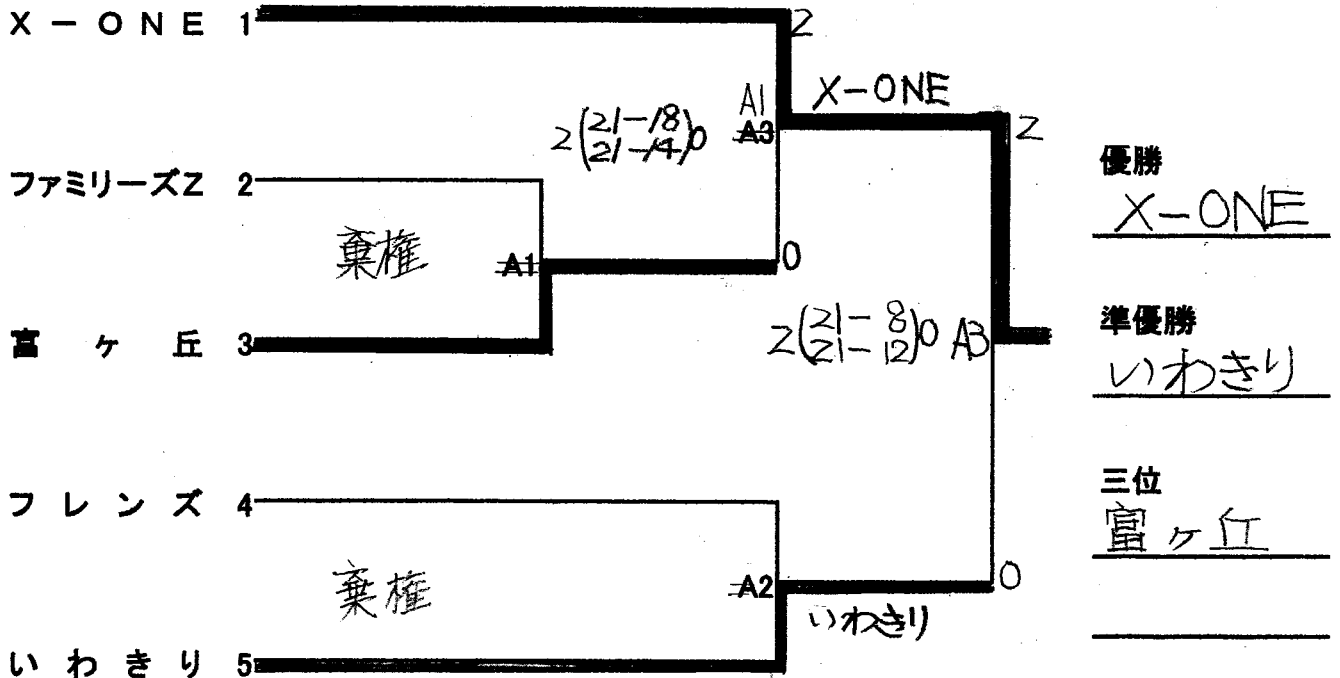 X－ONE 1
2
X-ONE
A1
A3
2(21-18
21-14)0
2
優勝
X-ONE
ファミリーズZ 2
棄権
A1
0
富ヶ丘 3
2(21-8
21-12)0 A3
準優勝
いわきり
フレンズ 4
三位
富ヶ丘
棄権
A2
0
いわきり
いわきり 5